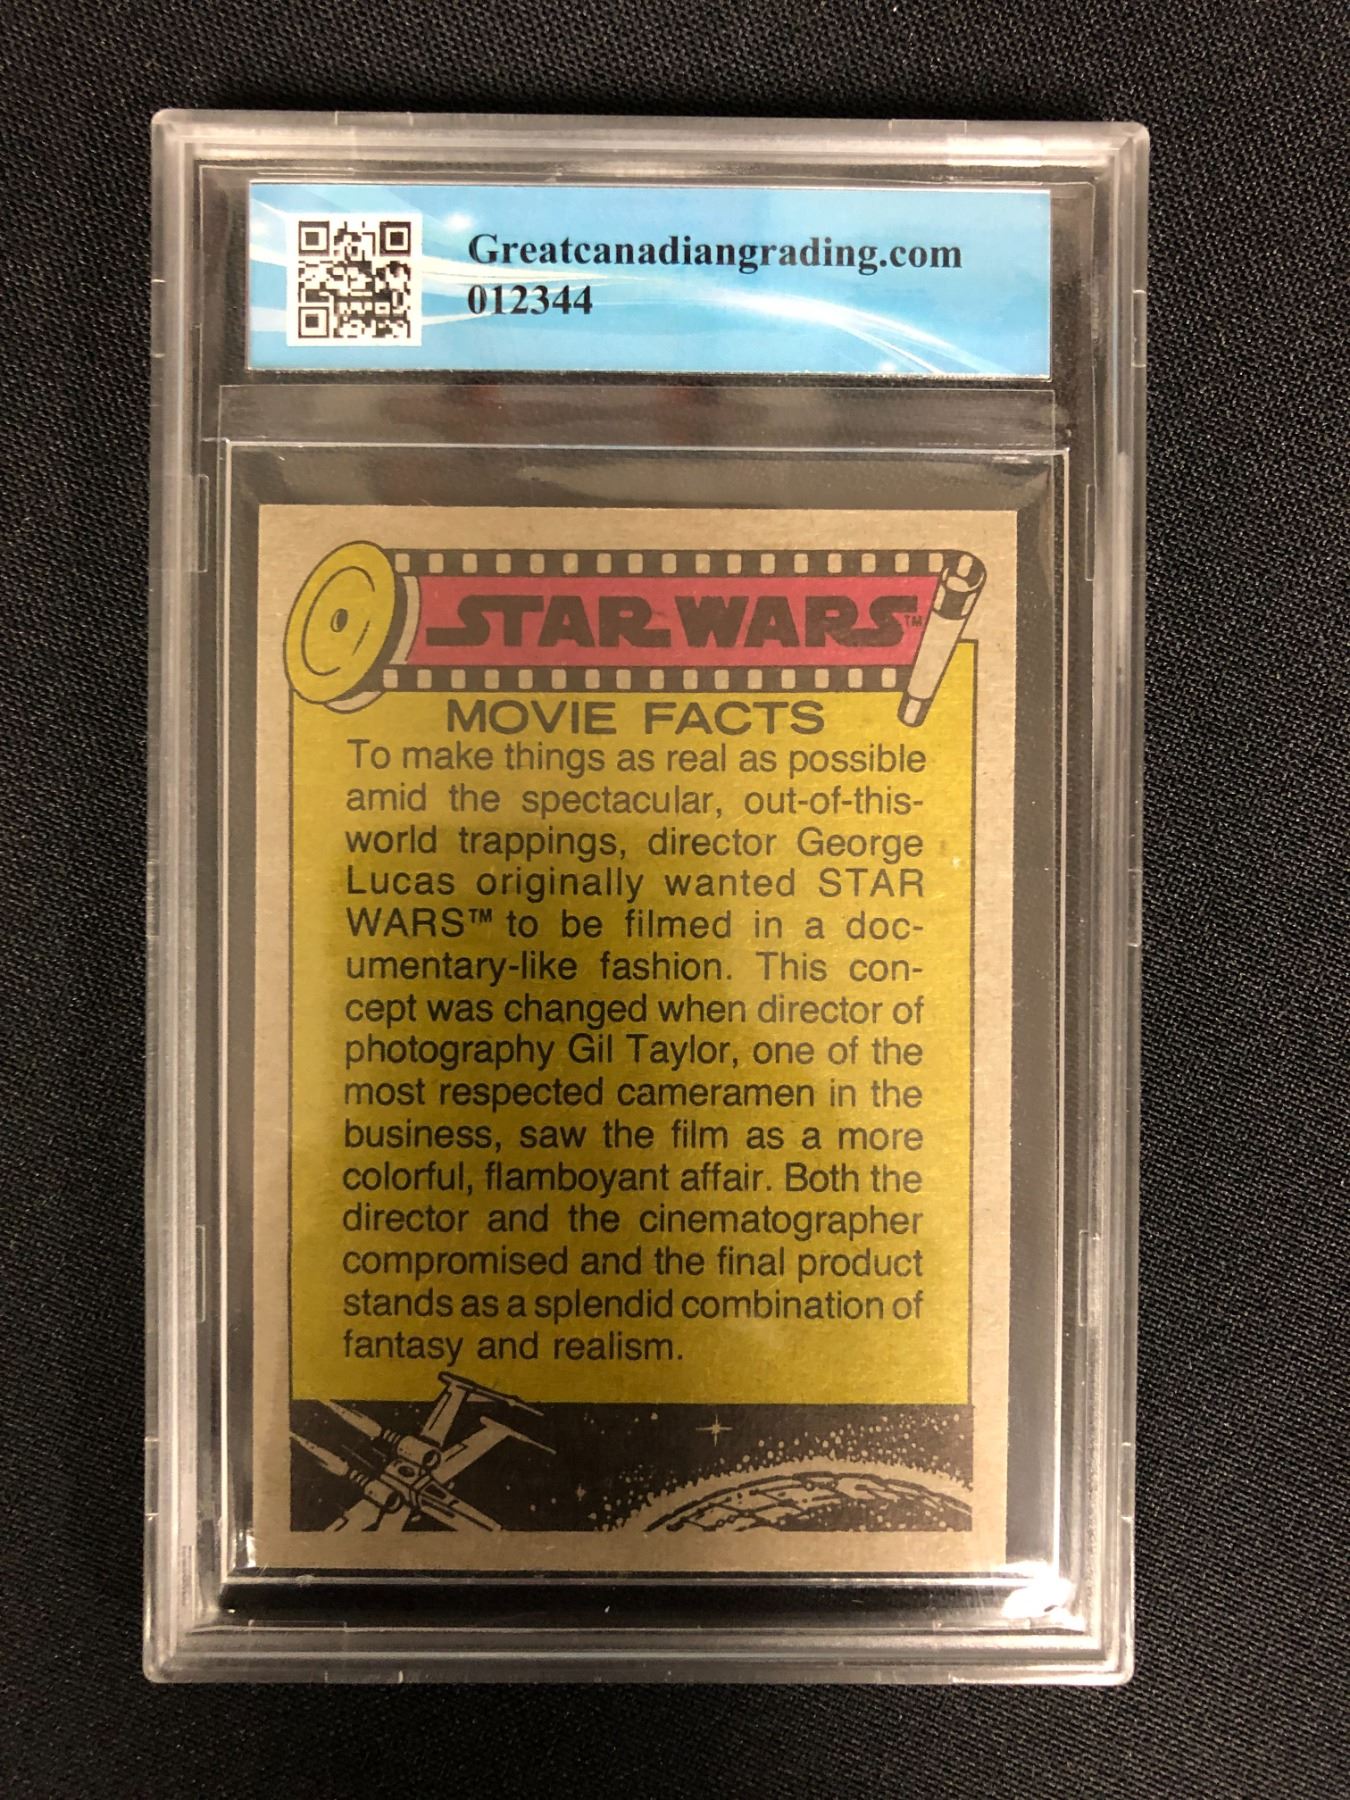 Greatcanadiangrading.com
012344
STAR WARS™
MOVIE FACTS
To make things as real as possible
amid the spectacular, out-of-this-
world trappings, director George
Lucas originally wanted STAR
WARS™ to be filmed in a doc-
umentary-like fashion. This con-
cept was changed when director of
photography Gil Taylor, one of the
most respected cameramen in the
business, saw the film as a more
colorful, flamboyant affair. Both the
director and the cinematographer
compromised and the final product
stands as a splendid combination of
fantasy and realism.